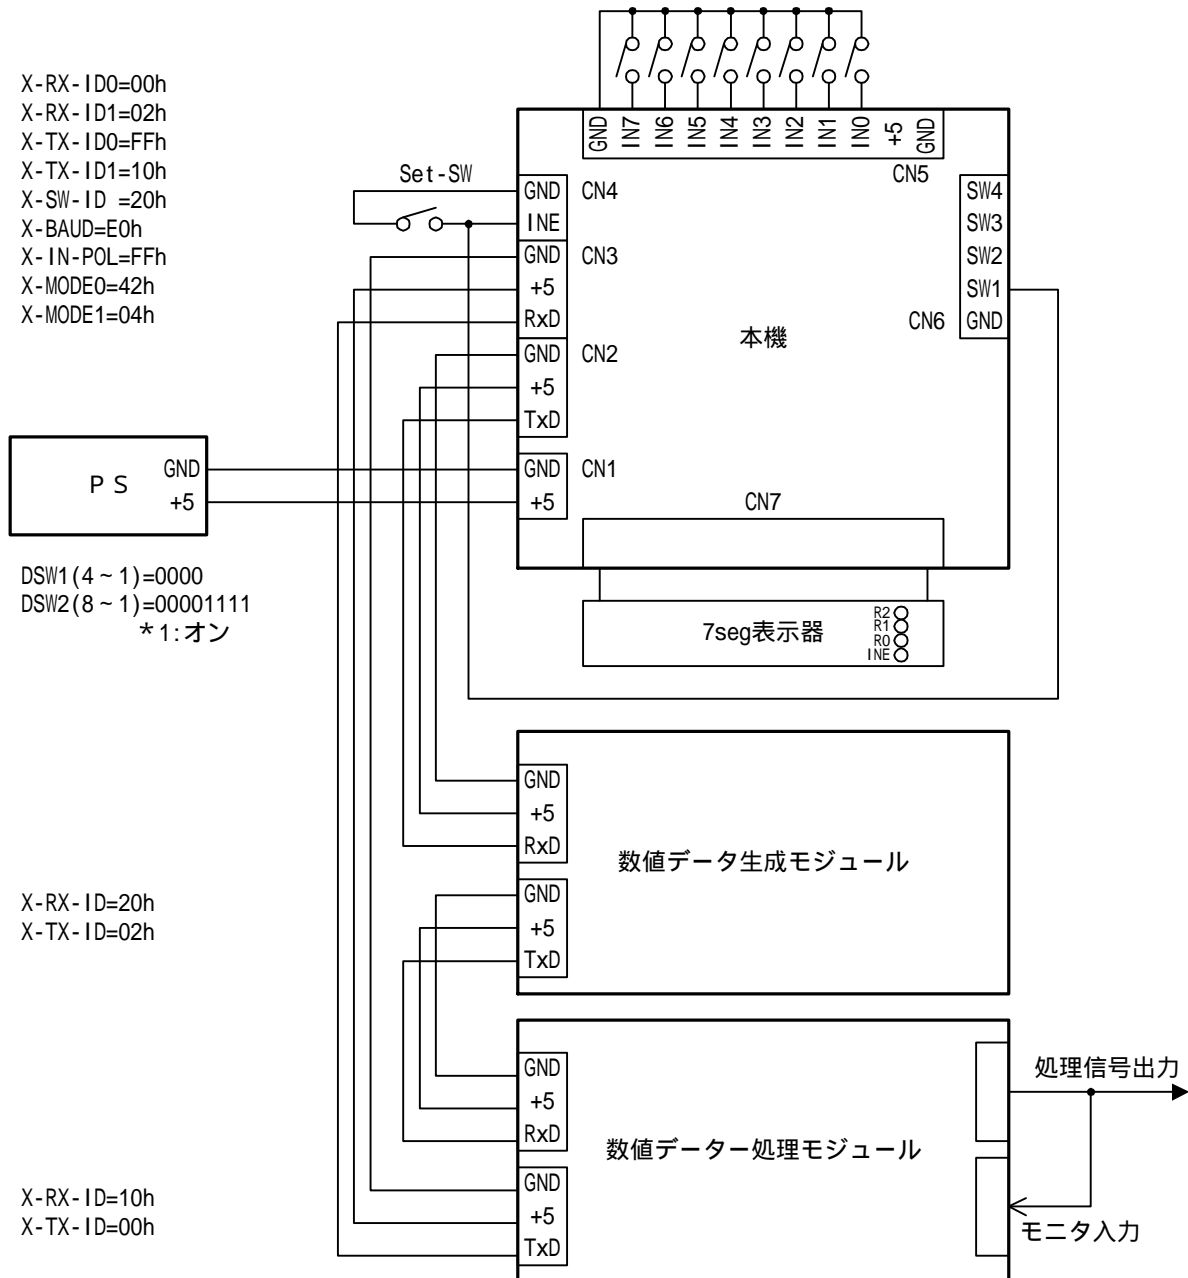 X-RX-ID0=00h
X-RX-ID1=02h
X-TX-ID0=FFh
X-TX-ID1=10h
X-SW-ID =20h
X-BAUD=E0h
X-IN-POL=FFh
X-MODE0=42h
X-MODE1=04h
GND
IN7
IN6
IN5
IN4
IN3
IN2
IN1
IN0
+5
GND
CN5
Set-SW
GND
INE
CN4
GND
+5
RxD
CN3
GND
+5
TxD
CN2
GND
+5
CN1
SW4
SW3
SW2
SW1
GND
CN6
本機
PS
GND
+5
CN7
DSW1(4~1)=0000
DSW2(8~1)=00001111
*1:オン
7seg表示器
R2
R1
R0
INE
GND
+5
RxD
数値データ生成モジュール
GND
+5
TxD
X-RX-ID=20h
X-TX-ID=02h
GND
+5
RxD
数値データー処理モジュール
処理信号出力
GND
+5
TxD
モニタ入力
X-RX-ID=10h
X-TX-ID=00h